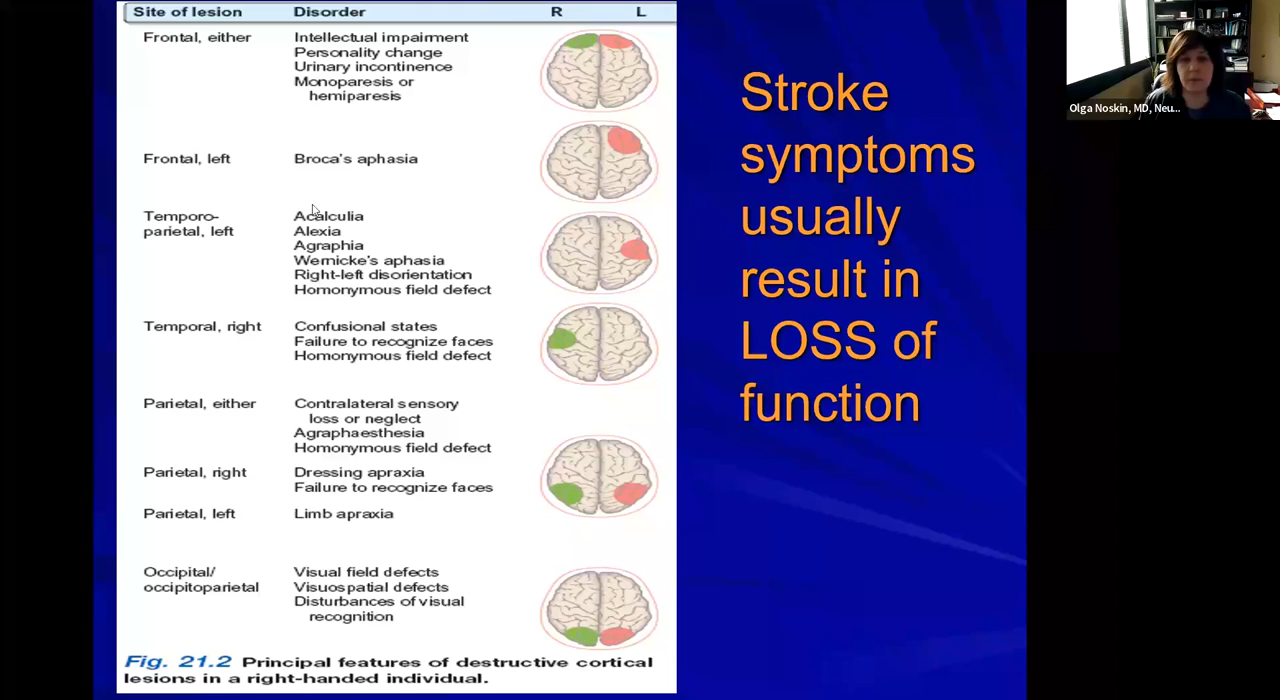 Site of lesion Disorder R L
Frontal, either Intellectual impairment
Personality change
Urinary incontinence
Monoparesis or
hemiparesis
Frontal, left Broca's aphasia
Temporo- Acalculia
parietal, left Alexia
Agraphia
Wernicke's aphasia
Right-left disorientation
Homonymous field defect
Temporal, right Confusional states
Failure to recognize faces
Homonymous field defect
Parietal, either Contralateral sensory
loss or neglect
Agraphaesthesia
Homonymous field defect
Parietal, right Dressing apraxia
Failure to recognize faces
Parietal, left Limb apraxia
Occipital/ Visual field defects
occipitoparietal Visuospatial defects
Disturbances of visual
recognition
Fig. 21.2 Principal features of destructive cortical
lesions in a right-handed individual.
Stroke
symptoms
usually
result in
LOSS of
function
Olga Noskin, MD, Neu...